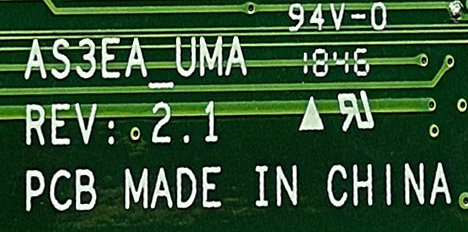 94V-0
AS3EA_UMA 1846
REV: 2.1
PCB MADE IN CHINA